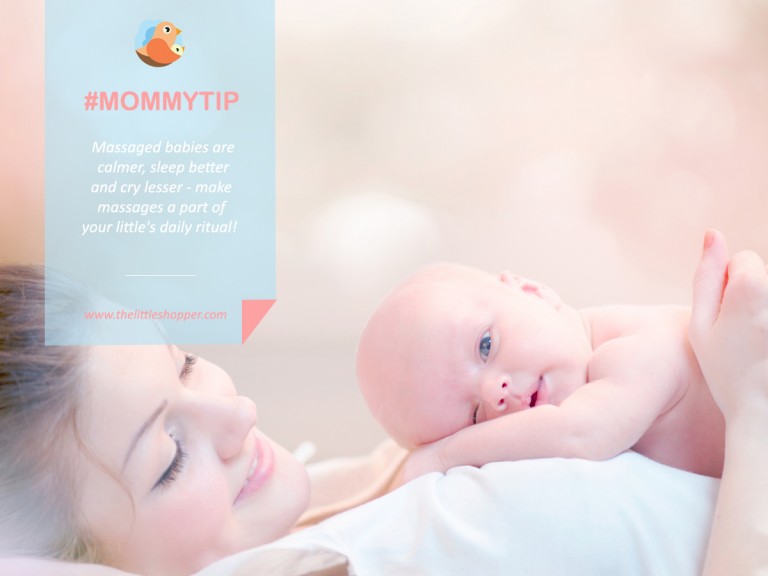 #MOMMYTIP
Massaged babies are
calmer, sleep better
and cry lesser - make
massages a part of
your little's daily ritual!
www.thelittleshopper.com